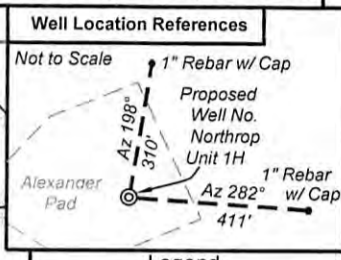 Well Location References
Not to Scale
1" Rebar w/ Cap
Proposed
Well No.
Northrop
Unit 1H
Az 198°
310'
Alexander
Pad
1" Rebar
w/ Cap
Az 282°
411'
Legend